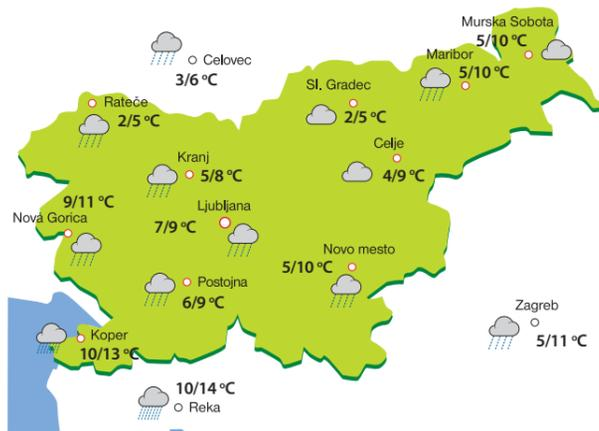 Murska Sobota
5/10 °C
Celovec
3/6 °C
Maribor
5/10 °C
Sl. Gradec
2/5 °C
Rateče
2/5 °C
Celje
4/9 °C
Kranj
5/8 °C
9/11 °C
Nova Gorica
Ljubljana
7/9 °C
Novo mesto
5/10 °C
Postojna
6/9 °C
Zagreb
5/11 °C
Koper
10/13 °C
10/14 °C
Reka